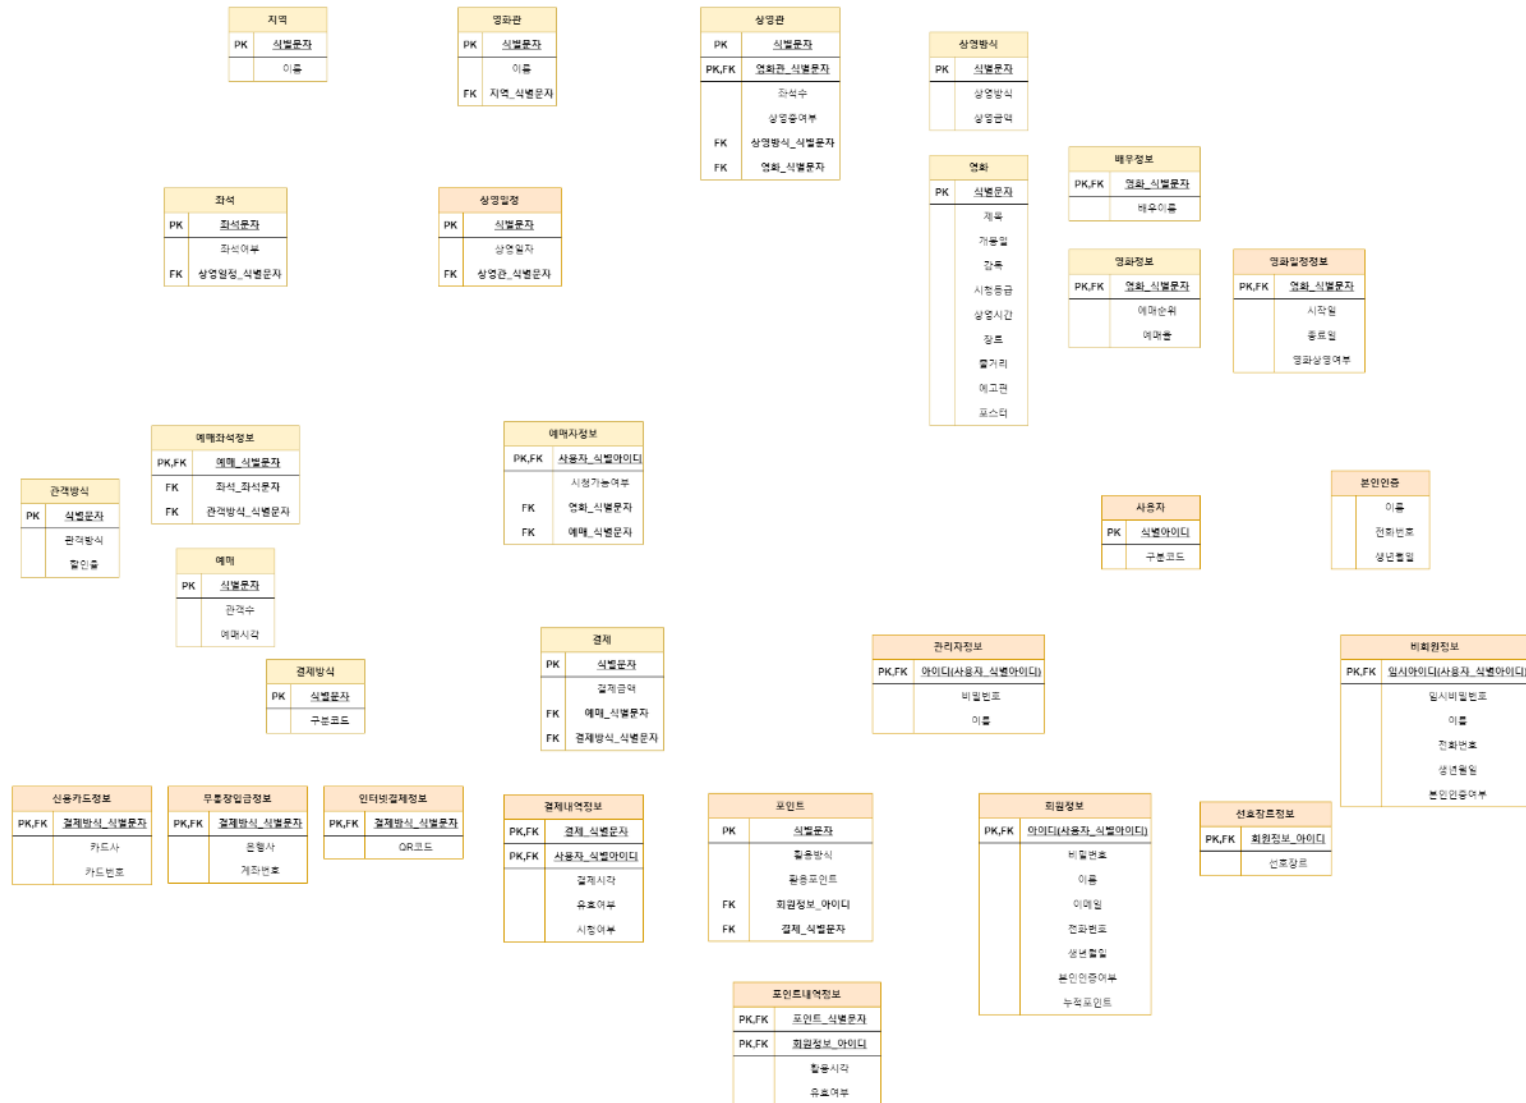 지역
PK 식별문자
이름
영화관
PK 식별문자
이름
FK 지역_식별문자
상영관
PK 식별문자
PK,FK 영화관_식별문자
좌석수
상영중여부
FK 상영방식_식별문자
FK 영화_식별문자
상영방식
PK 식별문자
상영방식
상영금액
영화
PK 식별문자
제목
개봉일
감독
시청등급
상영시간
장르
줄거리
예고편
포스터
배우정보
PK,FK 영화_식별문자
배우이름
영화정보
PK,FK 영화_식별문자
예매순위
예매율
영화일정정보
PK,FK 영화_식별문자
시작일
종료일
영화상영여부
좌석
PK 좌석문자
좌석여부
FK 상영일정_식별문자
상영일정
PK 식별문자
상영일자
FK 상영관_식별문자
관객방식
PK 식별문자
관객방식
할인율
예매좌석정보
PK,FK 예매_식별문자
FK 좌석_좌석문자
FK 관객방식_식별문자
예매
PK 식별문자
관객수
예매시각
예매자정보
PK,FK 사용자_식별아이디
시청가능여부
FK 영화_식별문자
FK 예매_식별문자
사용자
PK 식별아이디
구분코드
본인인증
이름
전화번호
생년월일
결제방식
PK 식별문자
구분코드
결제
PK 식별문자
결제금액
FK 예매_식별문자
FK 결제방식_식별문자
관리자정보
PK,FK 아이디(사용자_식별아이디)
비밀번호
이름
비회원정보
PK,FK 임시아이디(사용자_식별아이디)
임시비밀번호
이름
전화번호
생년월일
본인인증여부
신용카드정보
PK,FK 결제방식_식별문자
카드사
카드번호
무통장입금정보
PK,FK 결제방식_식별문자
은행사
계좌번호
인터넷결제정보
PK,FK 결제방식_식별문자
QR코드
결제내역정보
PK,FK 결제_식별문자
PK,FK 사용자_식별아이디
결제시각
유효여부
시청여부
포인트
PK 식별문자
활용방식
활용포인트
FK 회원정보_아이디
FK 결제_식별문자
회원정보
PK,FK 아이디(사용자_식별아이디)
비밀번호
이름
이메일
전화번호
생년월일
본인인증여부
누적포인트
선호장르정보
PK,FK 회원정보_아이디
선호장르
포인트내역정보
PK,FK 포인트_식별문자
PK,FK 회원정보_아이디
활용시각
유효여부